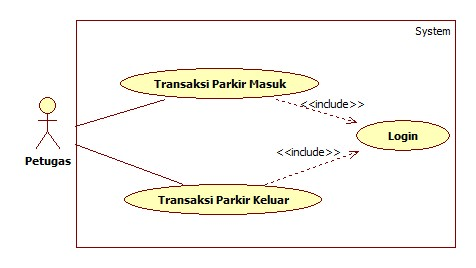 System
Transaksi Parkir Masuk
<<include>>
Login
Petugas
<<include>>
Transaksi Parkir Keluar